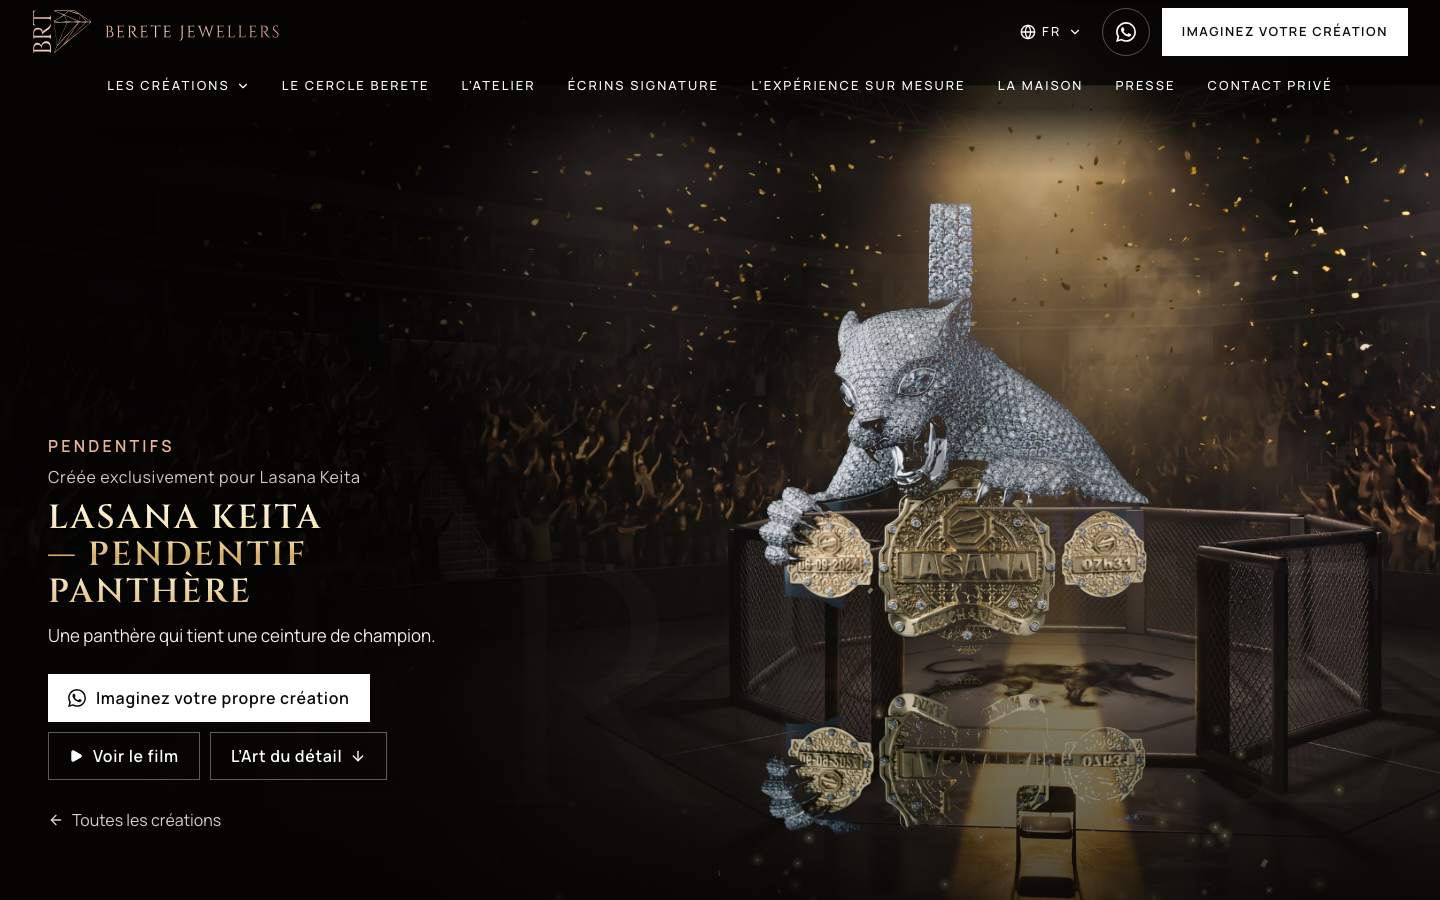 BRT
BERETE JEWELLERS
FR
IMAGINEZ VOTRE CRÉATION
LES CRÉATIONS
LE CERCLE BERETE
L'ATELIER
ÉCRINS SIGNATURE
L'EXPÉRIENCE SUR MESURE
LA MAISON
PRESSE
CONTACT PRIVÉ
PENDENTIFS
Créée exclusivement pour Lasana Keita
LASANA KEITA
— PENDENTIF
PANTHÈRE
Une panthère qui tient une ceinture de champion.
Imaginez votre propre création
Voir le film
L'Art du détail
Toutes les créations
LASANA
07h31